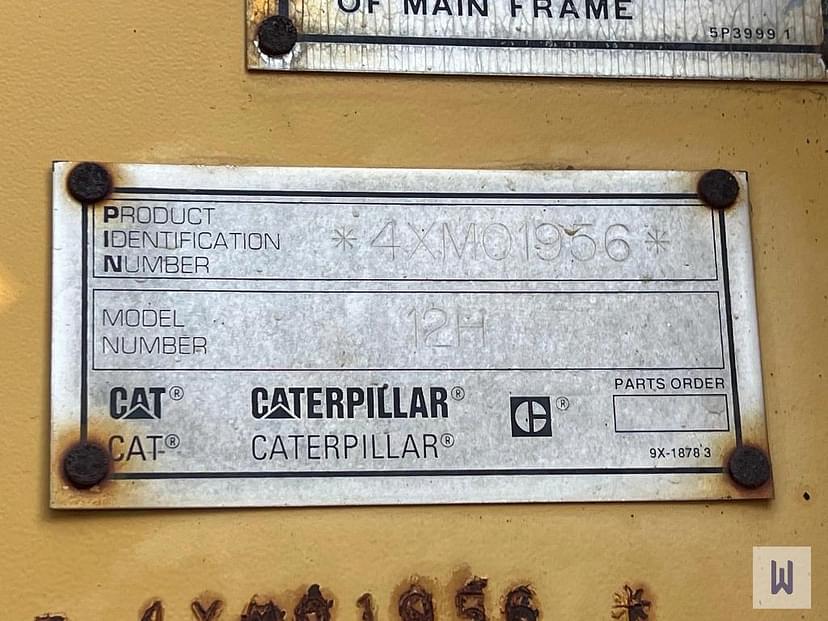 OF MAIN FRAME
5P3999 1
PRODUCT
IDENTIFICATION
NUMBER
*4XM01956*
MODEL
NUMBER
12H
CAT® CATERPILLAR® ®
PARTS ORDER
CAT® CATERPILLAR®
9X-1878 3
4XM01956 *
W